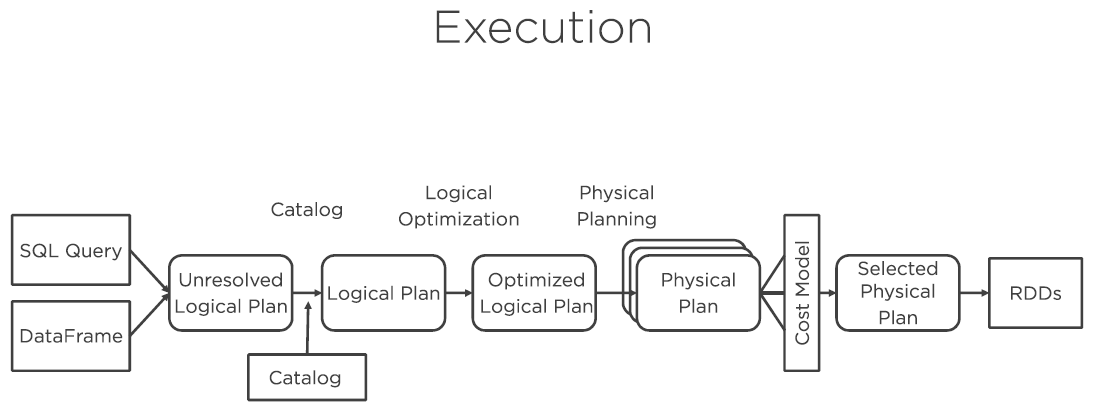 Execution
Catalog
Logical
Optimization
Physical
Planning
SQL Query
DataFrame
Unresolved
Logical Plan
Catalog
Logical Plan
Optimized
Logical Plan
Physical
Plan
Cost Model
Selected
Physical
Plan
RDDs